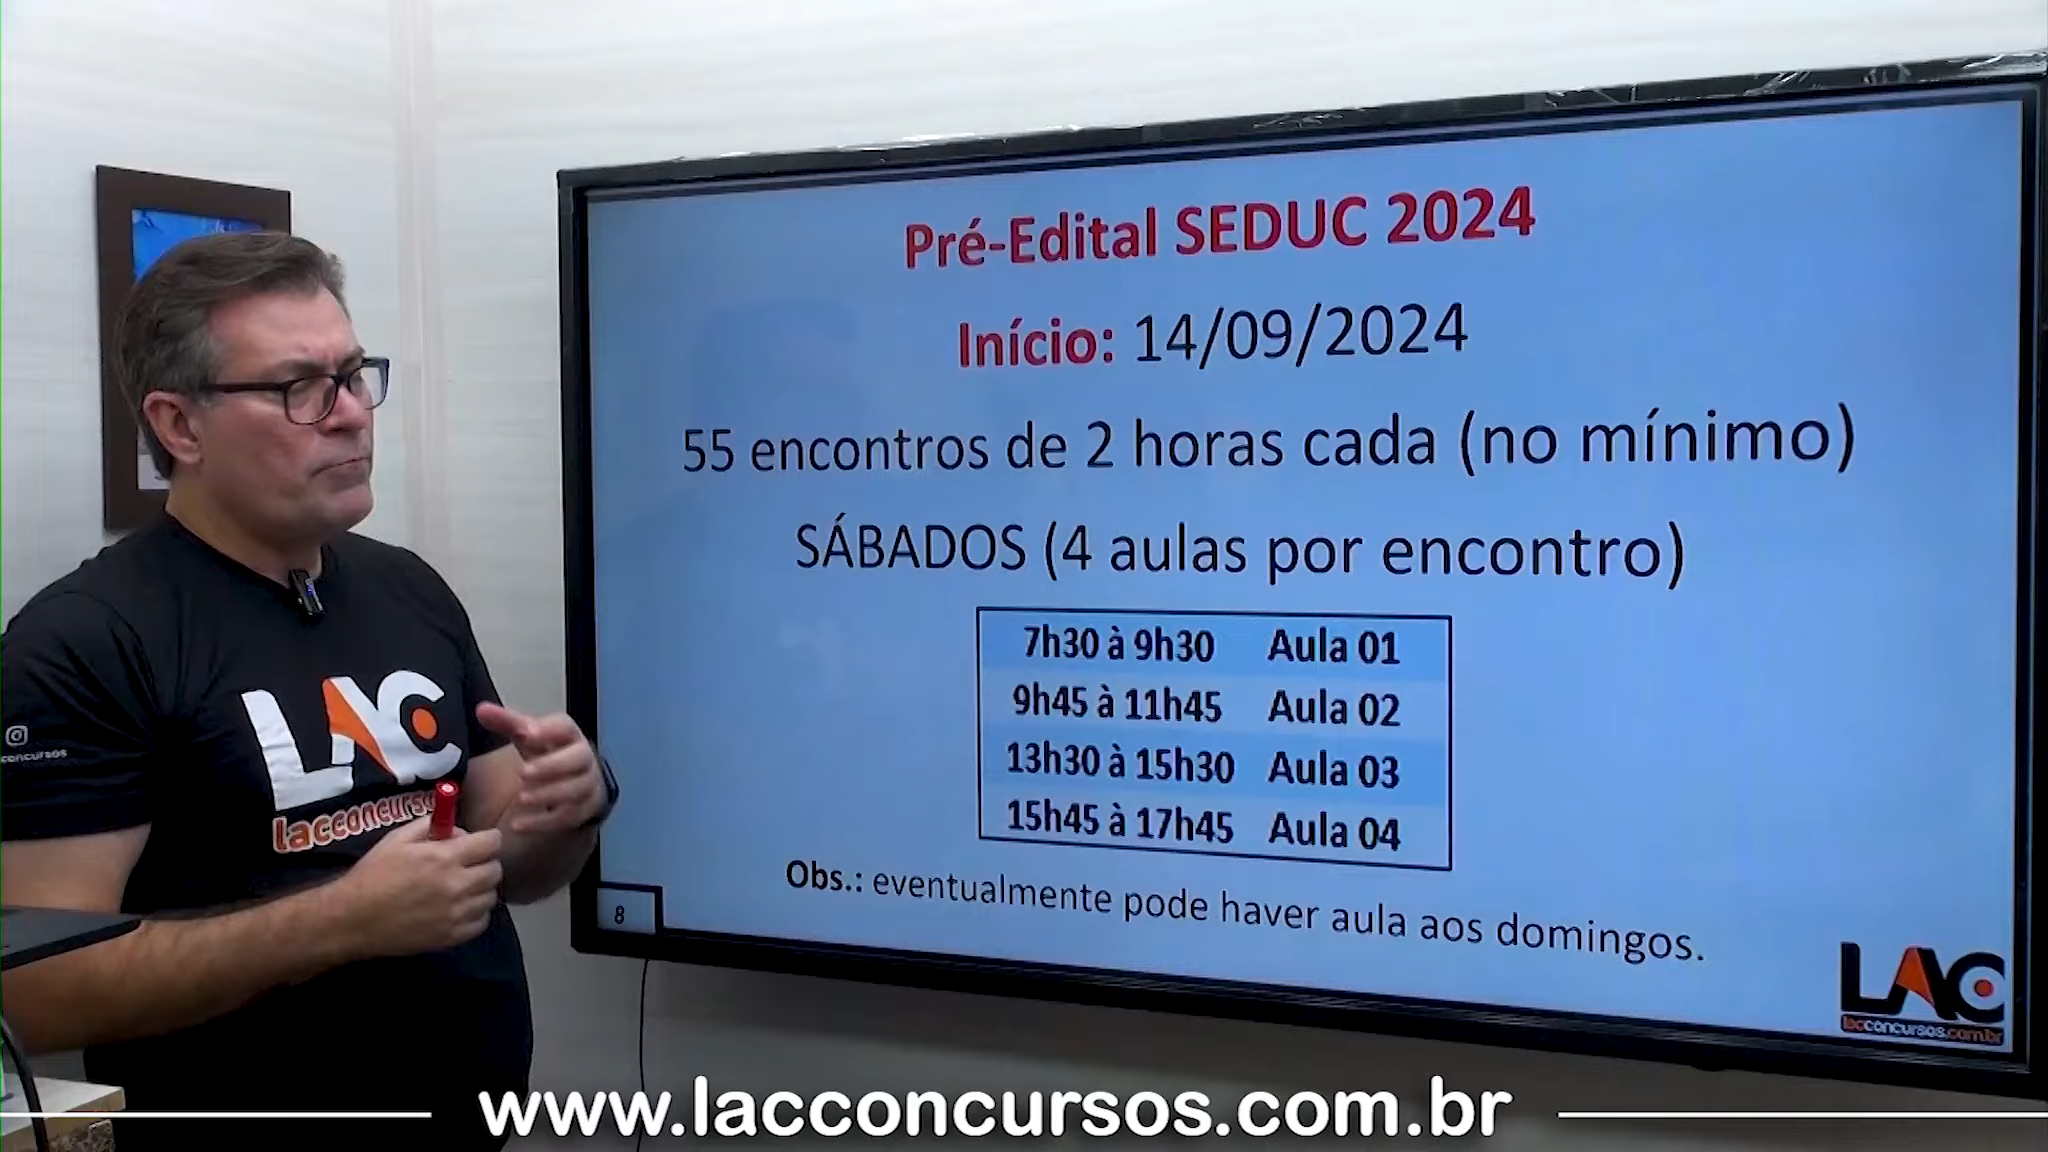 Pré-Edital SEDUC 2024
Início: 14/09/2024
55 encontros de 2 horas cada (no mínimo)
SÁBADOS (4 aulas por encontro)
7h30 à 9h30 Aula 01
9h45 à 11h45 Aula 02
13h30 à 15h30 Aula 03
15h45 à 17h45 Aula 04
Obs.: eventualmente pode haver aula aos domingos.
8
LAC
lacconcursos.com.br
LAC
lacconcurso
concursos
www.lacconcursos.com.br